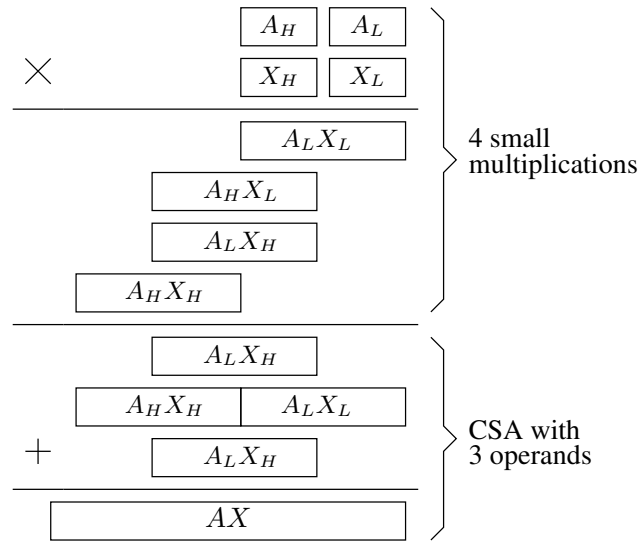 A_H A_L
× X_H X_L
A_L X_L
A_H X_L
A_L X_H
A_H X_H
4 small
multiplications
A_L X_H
A_H X_H A_L X_L
+ A_L X_H
CSA with
3 operands
AX